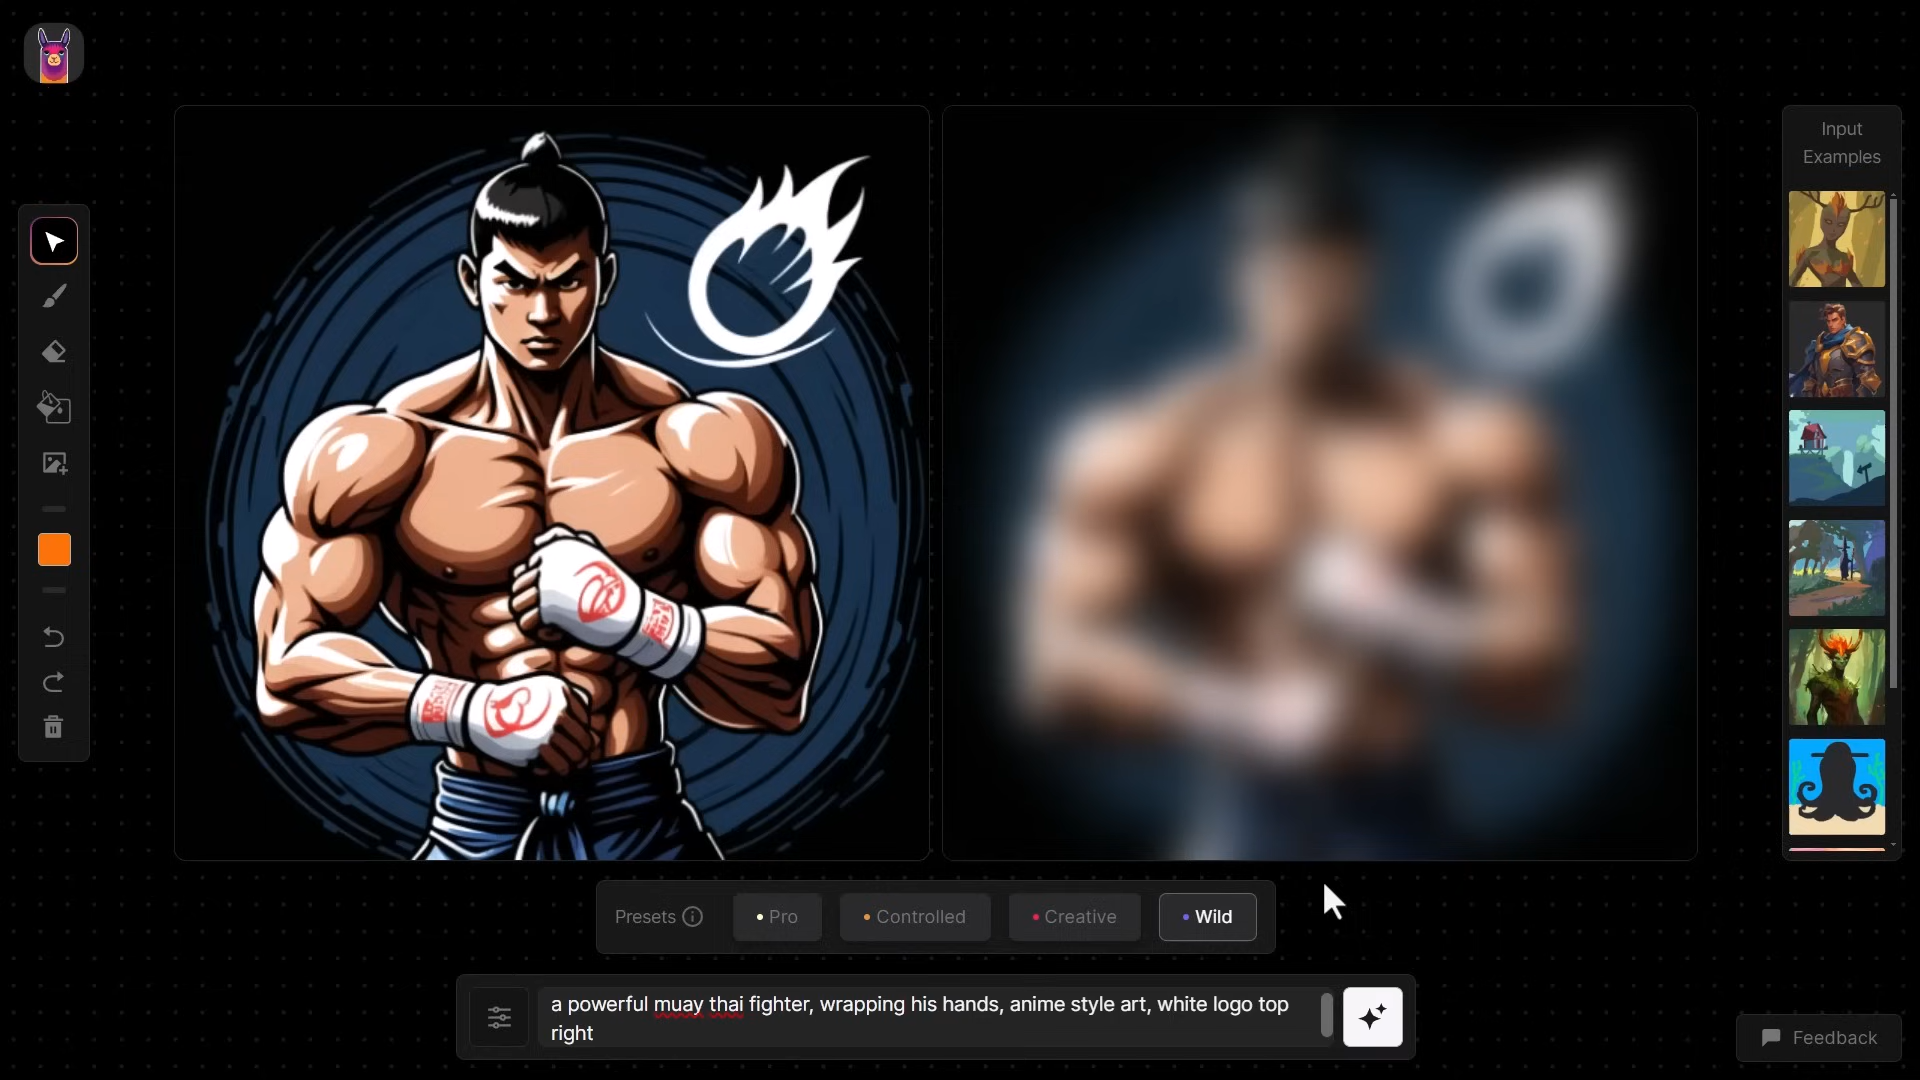 Input
Examples
Presets
Pro
Controlled
Creative
Wild
a powerful muay thai fighter, wrapping his hands, anime style art, white logo top
right
Feedback